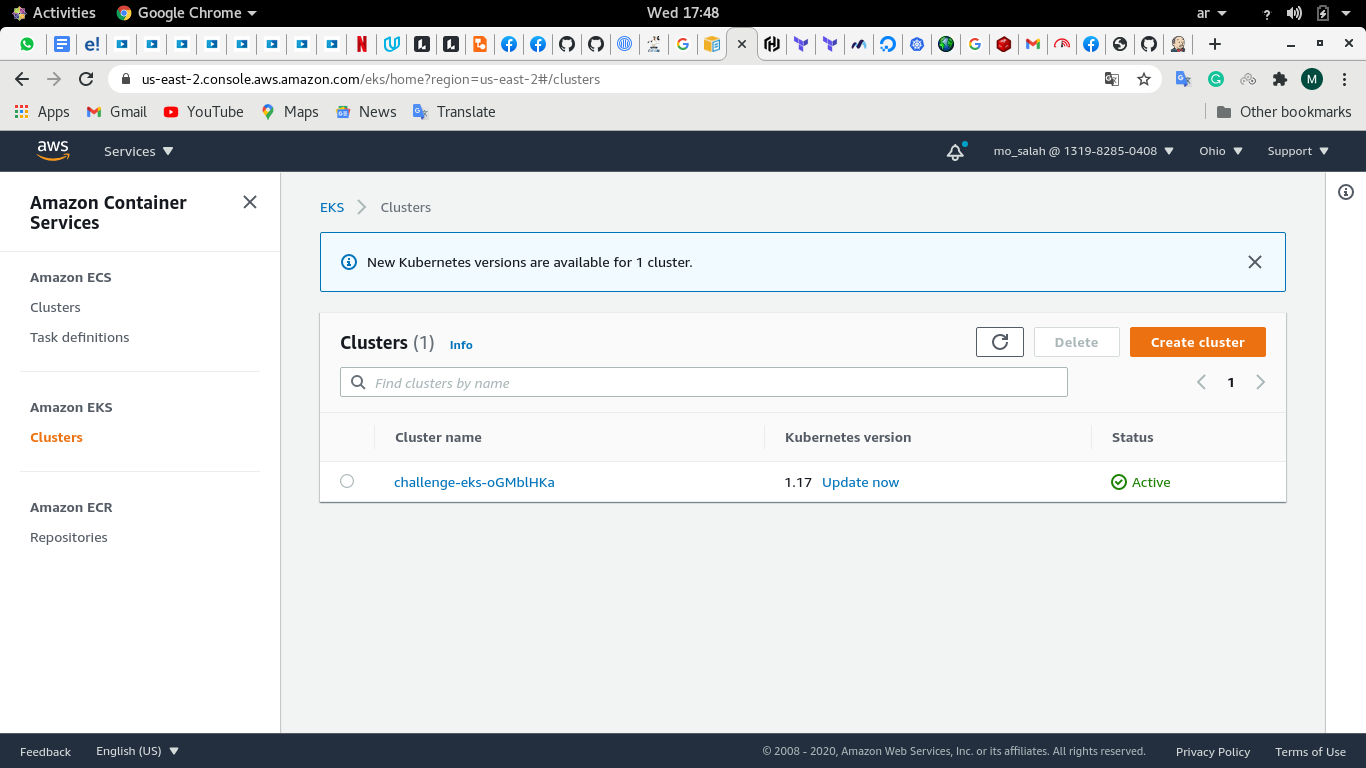 Activities Google Chrome Wed 17:48 ar ?
us-east-2.console.aws.amazon.com/eks/home?region=us-east-2#/clusters M
Apps Gmail YouTube Maps News Translate Other bookmarks
aws Services mo_salah @ 1319-8285-0408 Ohio Support
Amazon Container
Services
Amazon ECS
Clusters
Task definitions
Amazon EKS
Clusters
Amazon ECR
Repositories
EKS Clusters
New Kubernetes versions are available for 1 cluster.
Clusters (1) Info Delete Create cluster
Find clusters by name 1
Cluster name Kubernetes version Status
challenge-eks-oGMblHKa 1.17 Update now Active
Feedback English (US) © 2008 - 2020, Amazon Web Services, Inc. or its affiliates. All rights reserved. Privacy Policy Terms of Use